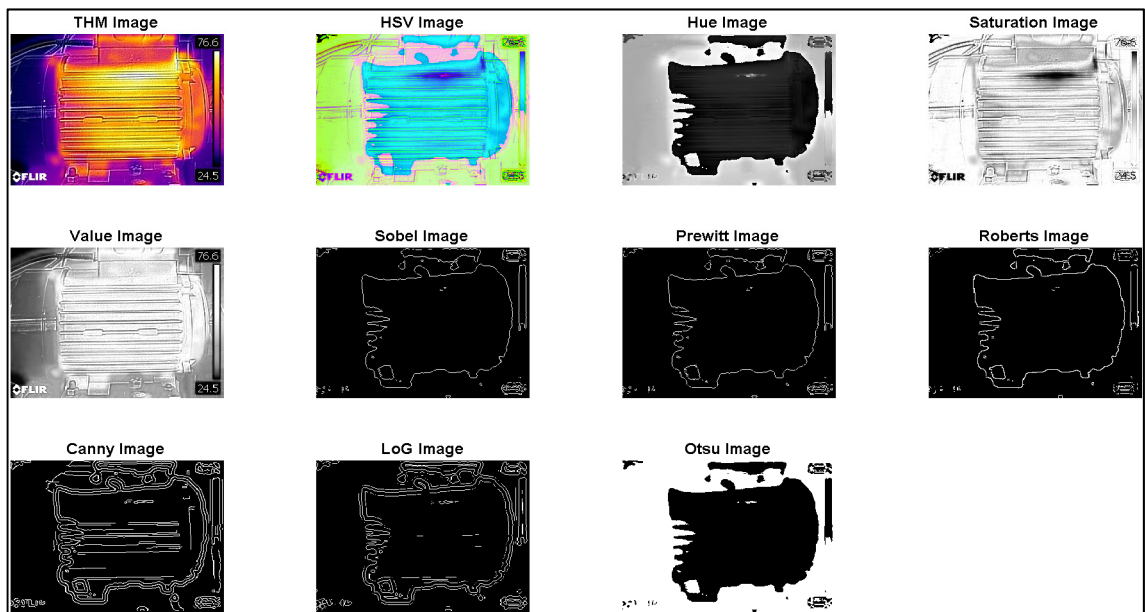 THM Image HSV Image Hue Image Saturation Image
76.6
FLIR 24.5
FLIR
Value Image Sobel Image Prewitt Image Roberts Image
76.6
FLIR 24.5
Canny Image LoG Image Otsu Image